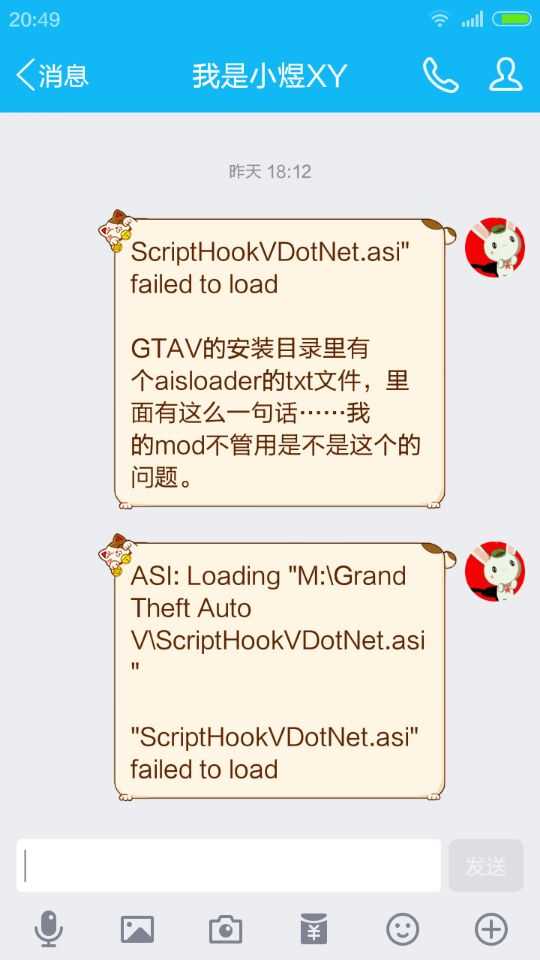 20:49
消息
我是小煜XY
昨天 18:12
ScriptHookVDotNet.asi"
failed to load
GTAV的安装目录里有
个aisloader的txt文件，里
面有这么一句话……我
的mod不管用是不是这个的
问题。
ASI: Loading "M:\Grand
Theft Auto
V\ScriptHookVDotNet.asi
"
"ScriptHookVDotNet.asi"
failed to load
发送